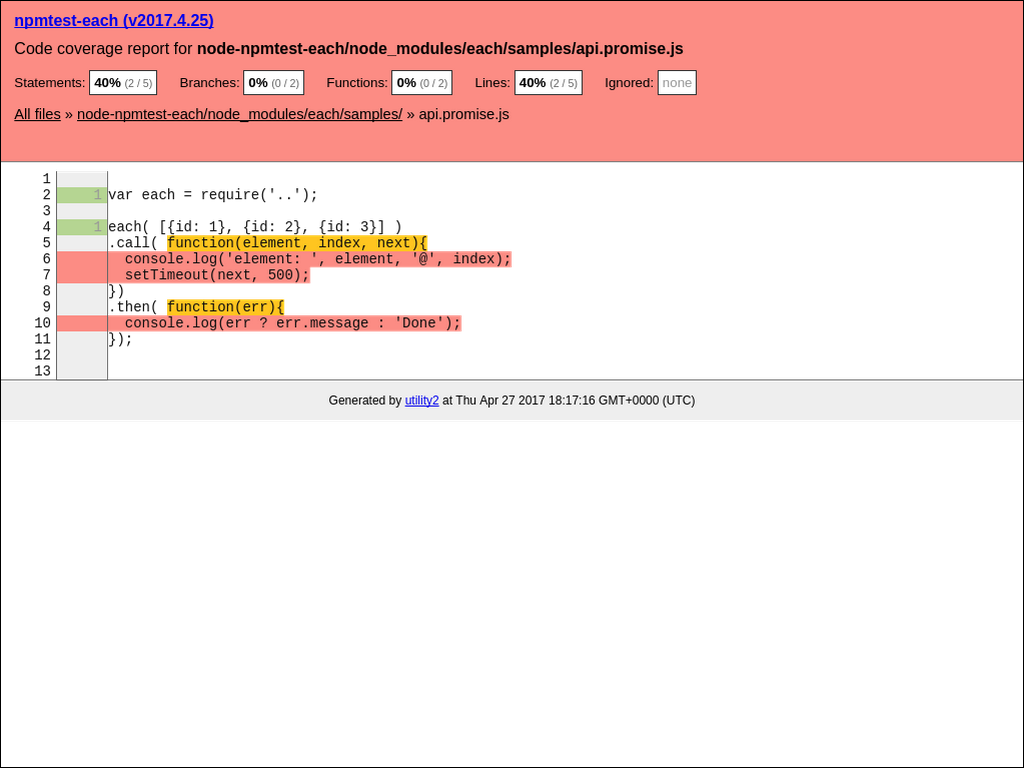 npmtest-each (v2017.4.25)
Code coverage report for node-npmtest-each/node_modules/each/samples/api.promise.js
Statements: 40% (2 / 5) Branches: 0% (0 / 2) Functions: 0% (0 / 2) Lines: 40% (2 / 5) Ignored: none
All files » node-npmtest-each/node_modules/each/samples/ » api.promise.js
1
2 1 var each = require('..');
3
4 1 each( [{id: 1}, {id: 2}, {id: 3}] )
5 .call( function(element, index, next){
6   console.log('element: ', element, '@', index);
7   setTimeout(next, 500);
8 })
9 .then( function(err){
10   console.log(err ? err.message : 'Done');
11 });
12
13
Generated by utility2 at Thu Apr 27 2017 18:17:16 GMT+0000 (UTC)